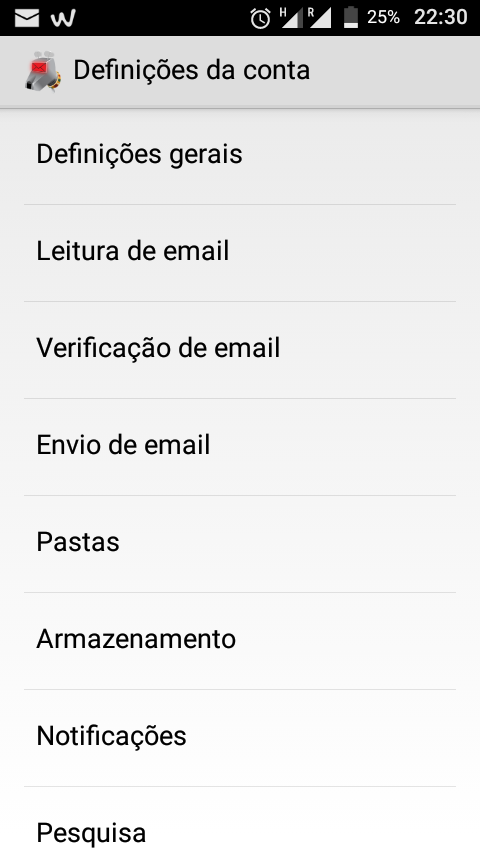 H R 25% 22:30
Definições da conta
Definições gerais
Leitura de email
Verificação de email
Envio de email
Pastas
Armazenamento
Notificações
Pesquisa